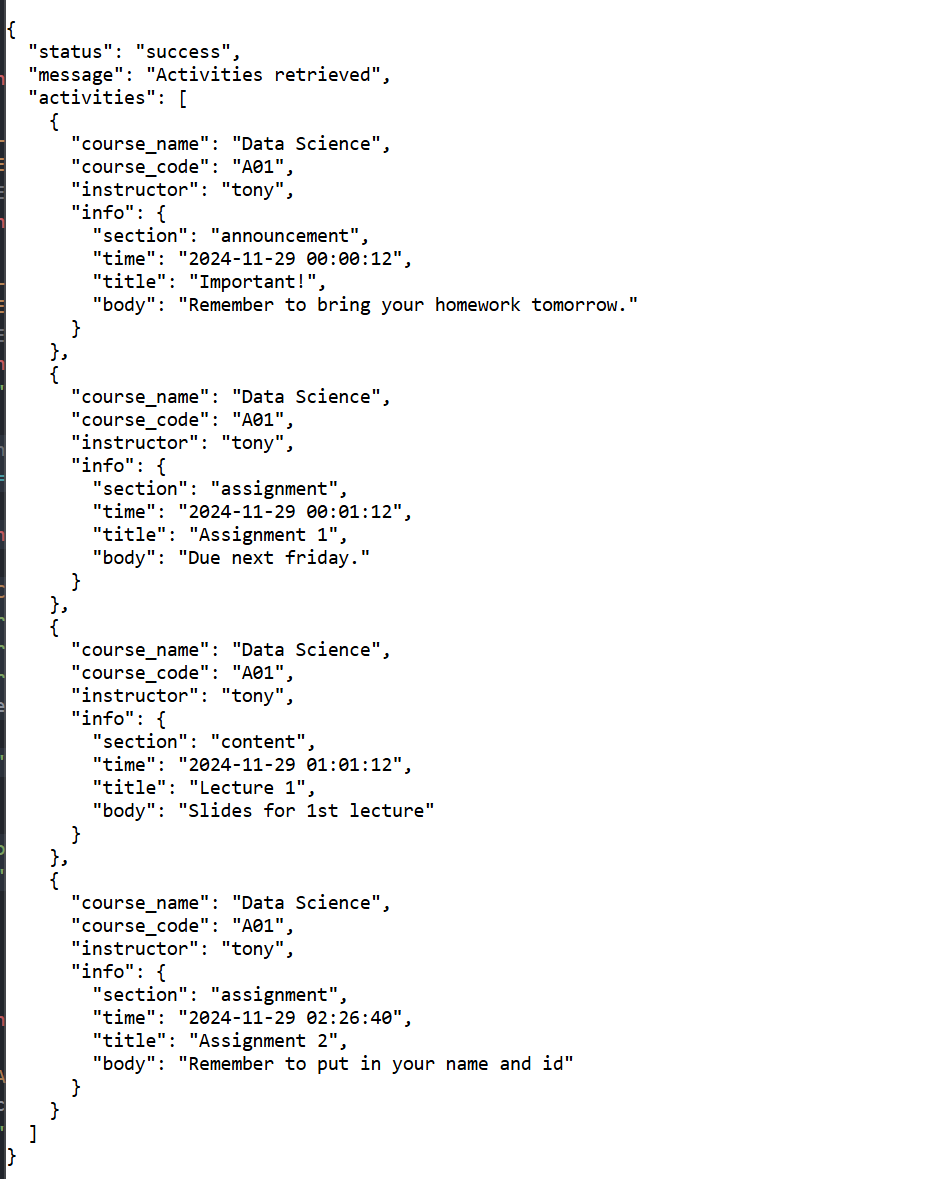 {
  "status": "success",
  "message": "Activities retrieved",
  "activities": [
    {
      "course_name": "Data Science",
      "course_code": "A01",
      "instructor": "tony",
      "info": {
        "section": "announcement",
        "time": "2024-11-29 00:00:12",
        "title": "Important!",
        "body": "Remember to bring your homework tomorrow."
      }
    },
    {
      "course_name": "Data Science",
      "course_code": "A01",
      "instructor": "tony",
      "info": {
        "section": "assignment",
        "time": "2024-11-29 00:01:12",
        "title": "Assignment 1",
        "body": "Due next friday."
      }
    },
    {
      "course_name": "Data Science",
      "course_code": "A01",
      "instructor": "tony",
      "info": {
        "section": "content",
        "time": "2024-11-29 01:01:12",
        "title": "Lecture 1",
        "body": "Slides for 1st lecture"
      }
    },
    {
      "course_name": "Data Science",
      "course_code": "A01",
      "instructor": "tony",
      "info": {
        "section": "assignment",
        "time": "2024-11-29 02:26:40",
        "title": "Assignment 2",
        "body": "Remember to put in your name and id"
      }
    }
  ]
}